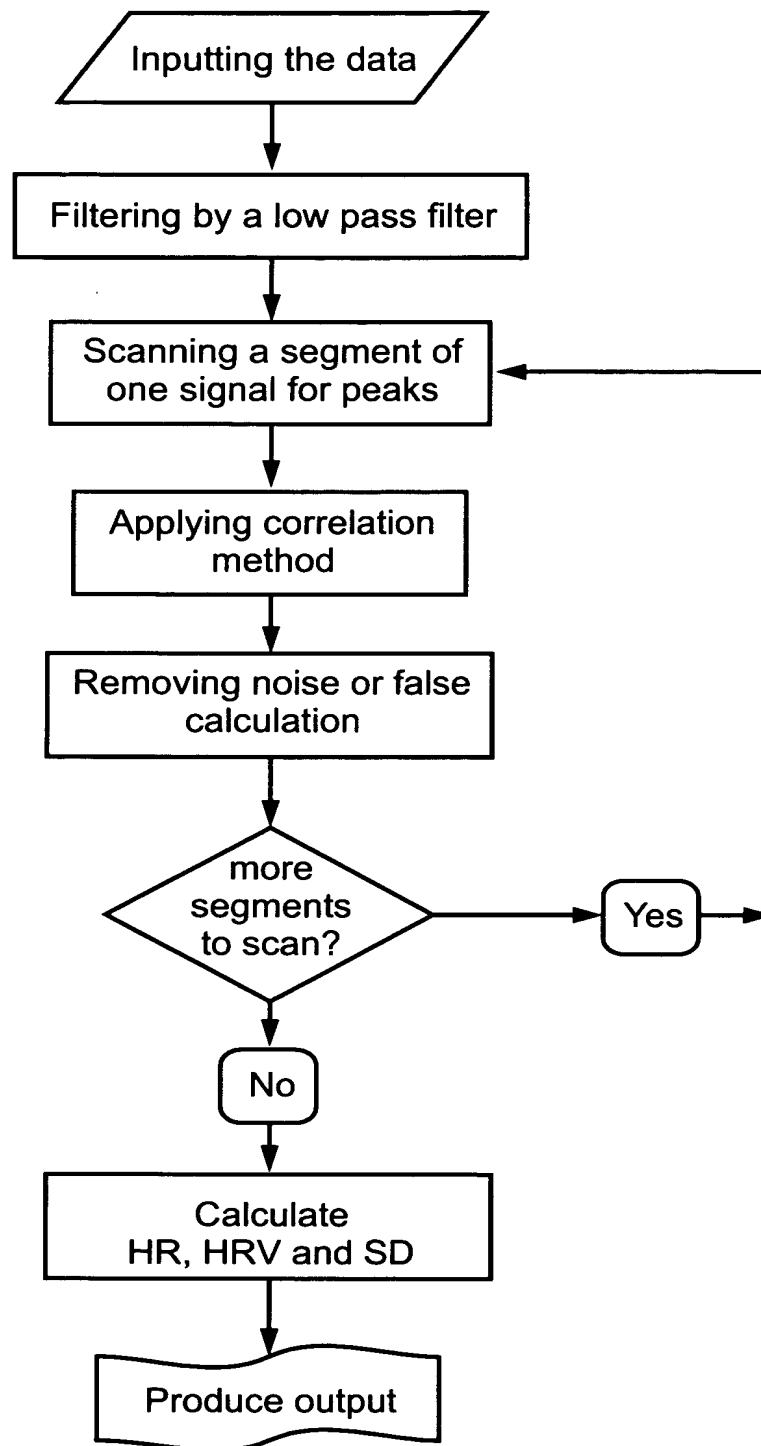 Inputting the data
Filtering by a low pass filter
Scanning a segment of
one signal for peaks
Applying correlation
method
Removing noise or false
calculation
more
segments
to scan?
Yes
No
Calculate
HR, HRV and SD
Produce output